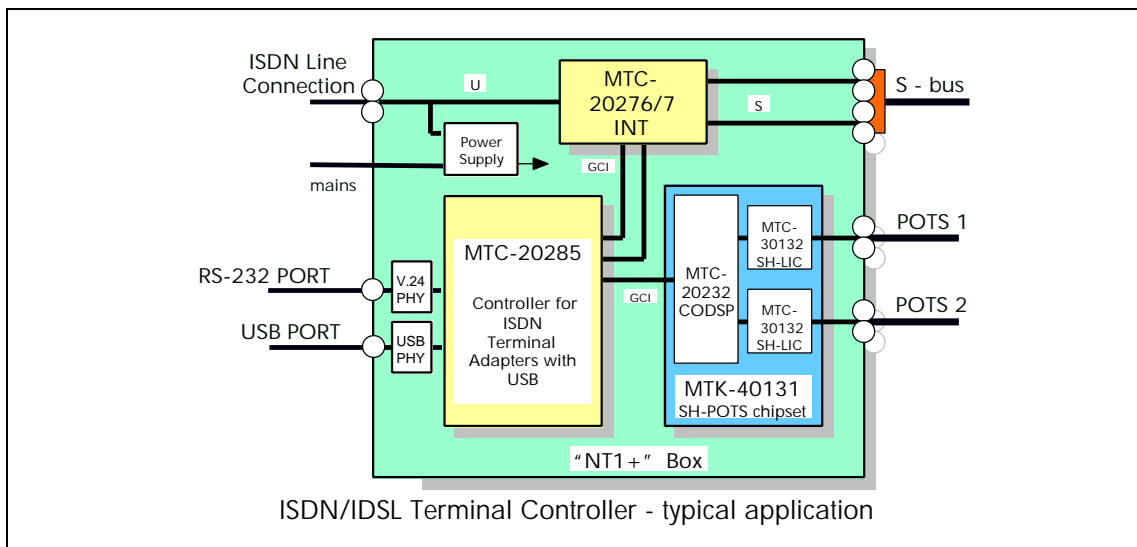 ISDN Line
Connection
U
MTC-
20276/7
INT
S
S - bus
Power
Supply
mains
GCI
MTC-20285
Controller for
ISDN
Terminal
Adapters with
USB
GCI
MTC-
20232
CODSP
MTC-
30132
SH-LIC
MTC-
30132
SH-LIC
MTK-40131
SH-POTS chipset
POTS 1
POTS 2
RS-232 PORT
V.24
PHY
USB PORT
USB
PHY
“NT1+” Box
ISDN/IDSL Terminal Controller - typical application